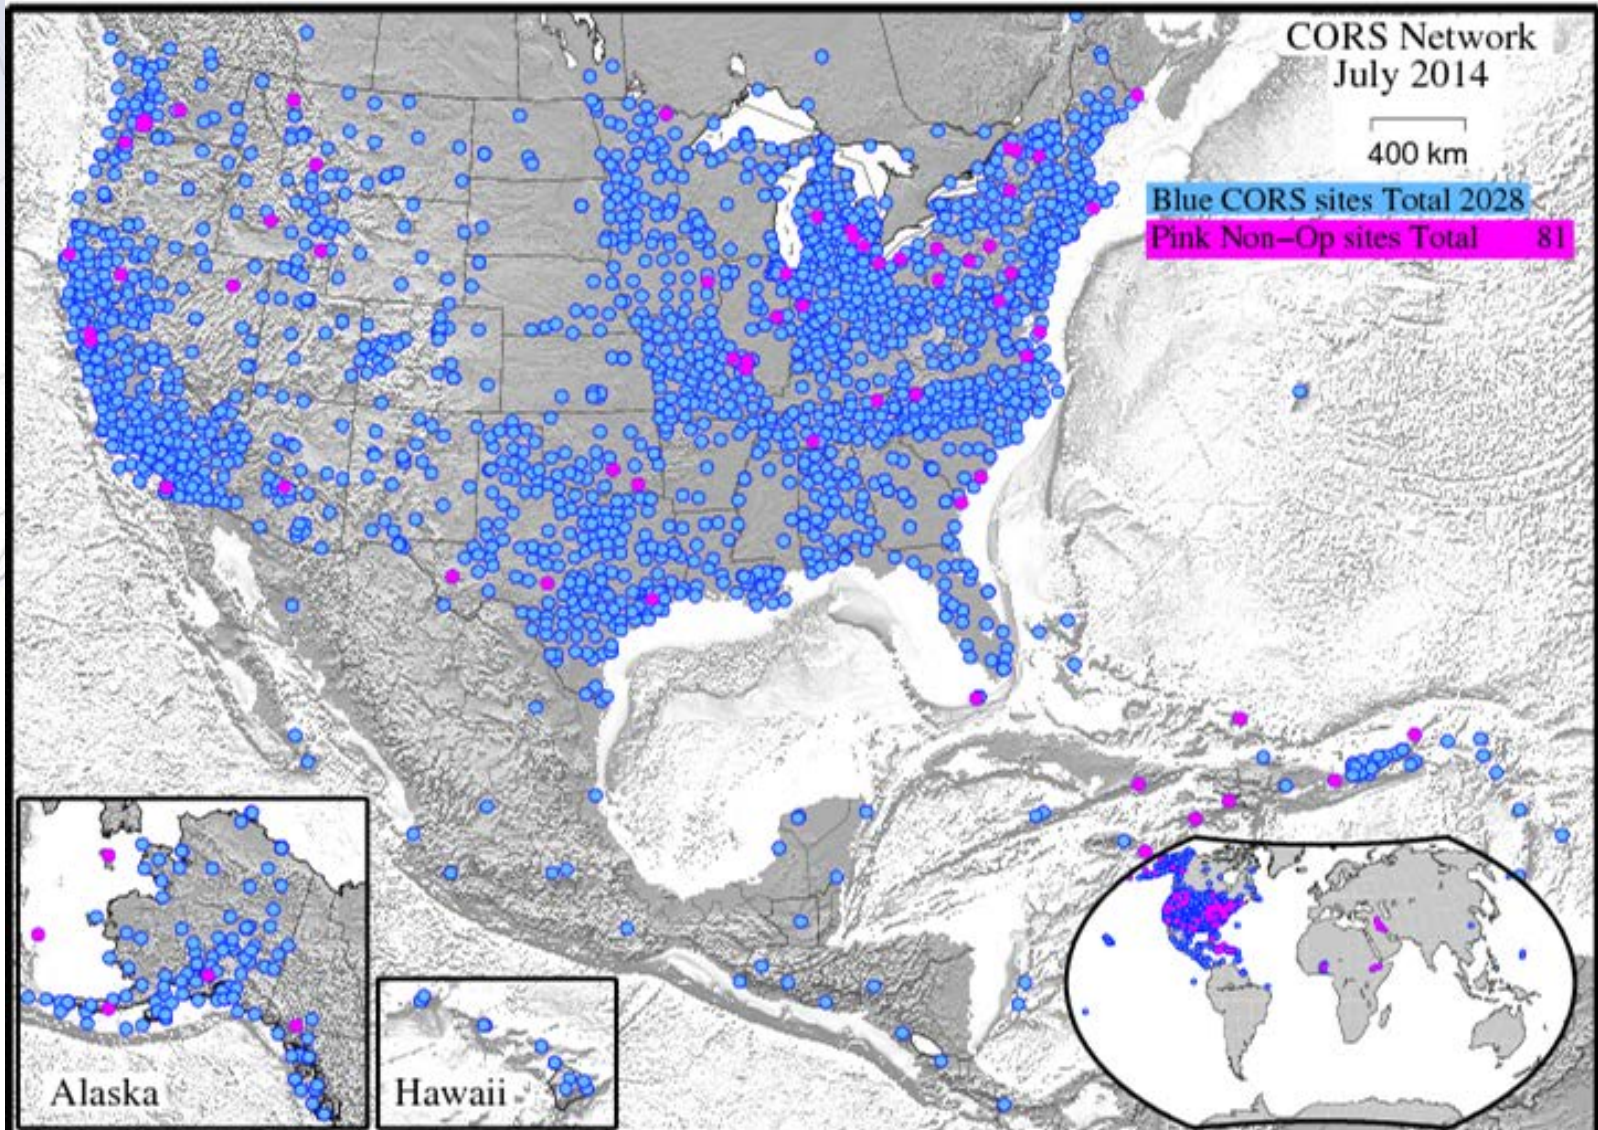 CORS Network
July 2014
400 km
Blue CORS sites Total 2028
Pink Non-Op sites Total 81
Alaska
Hawaii